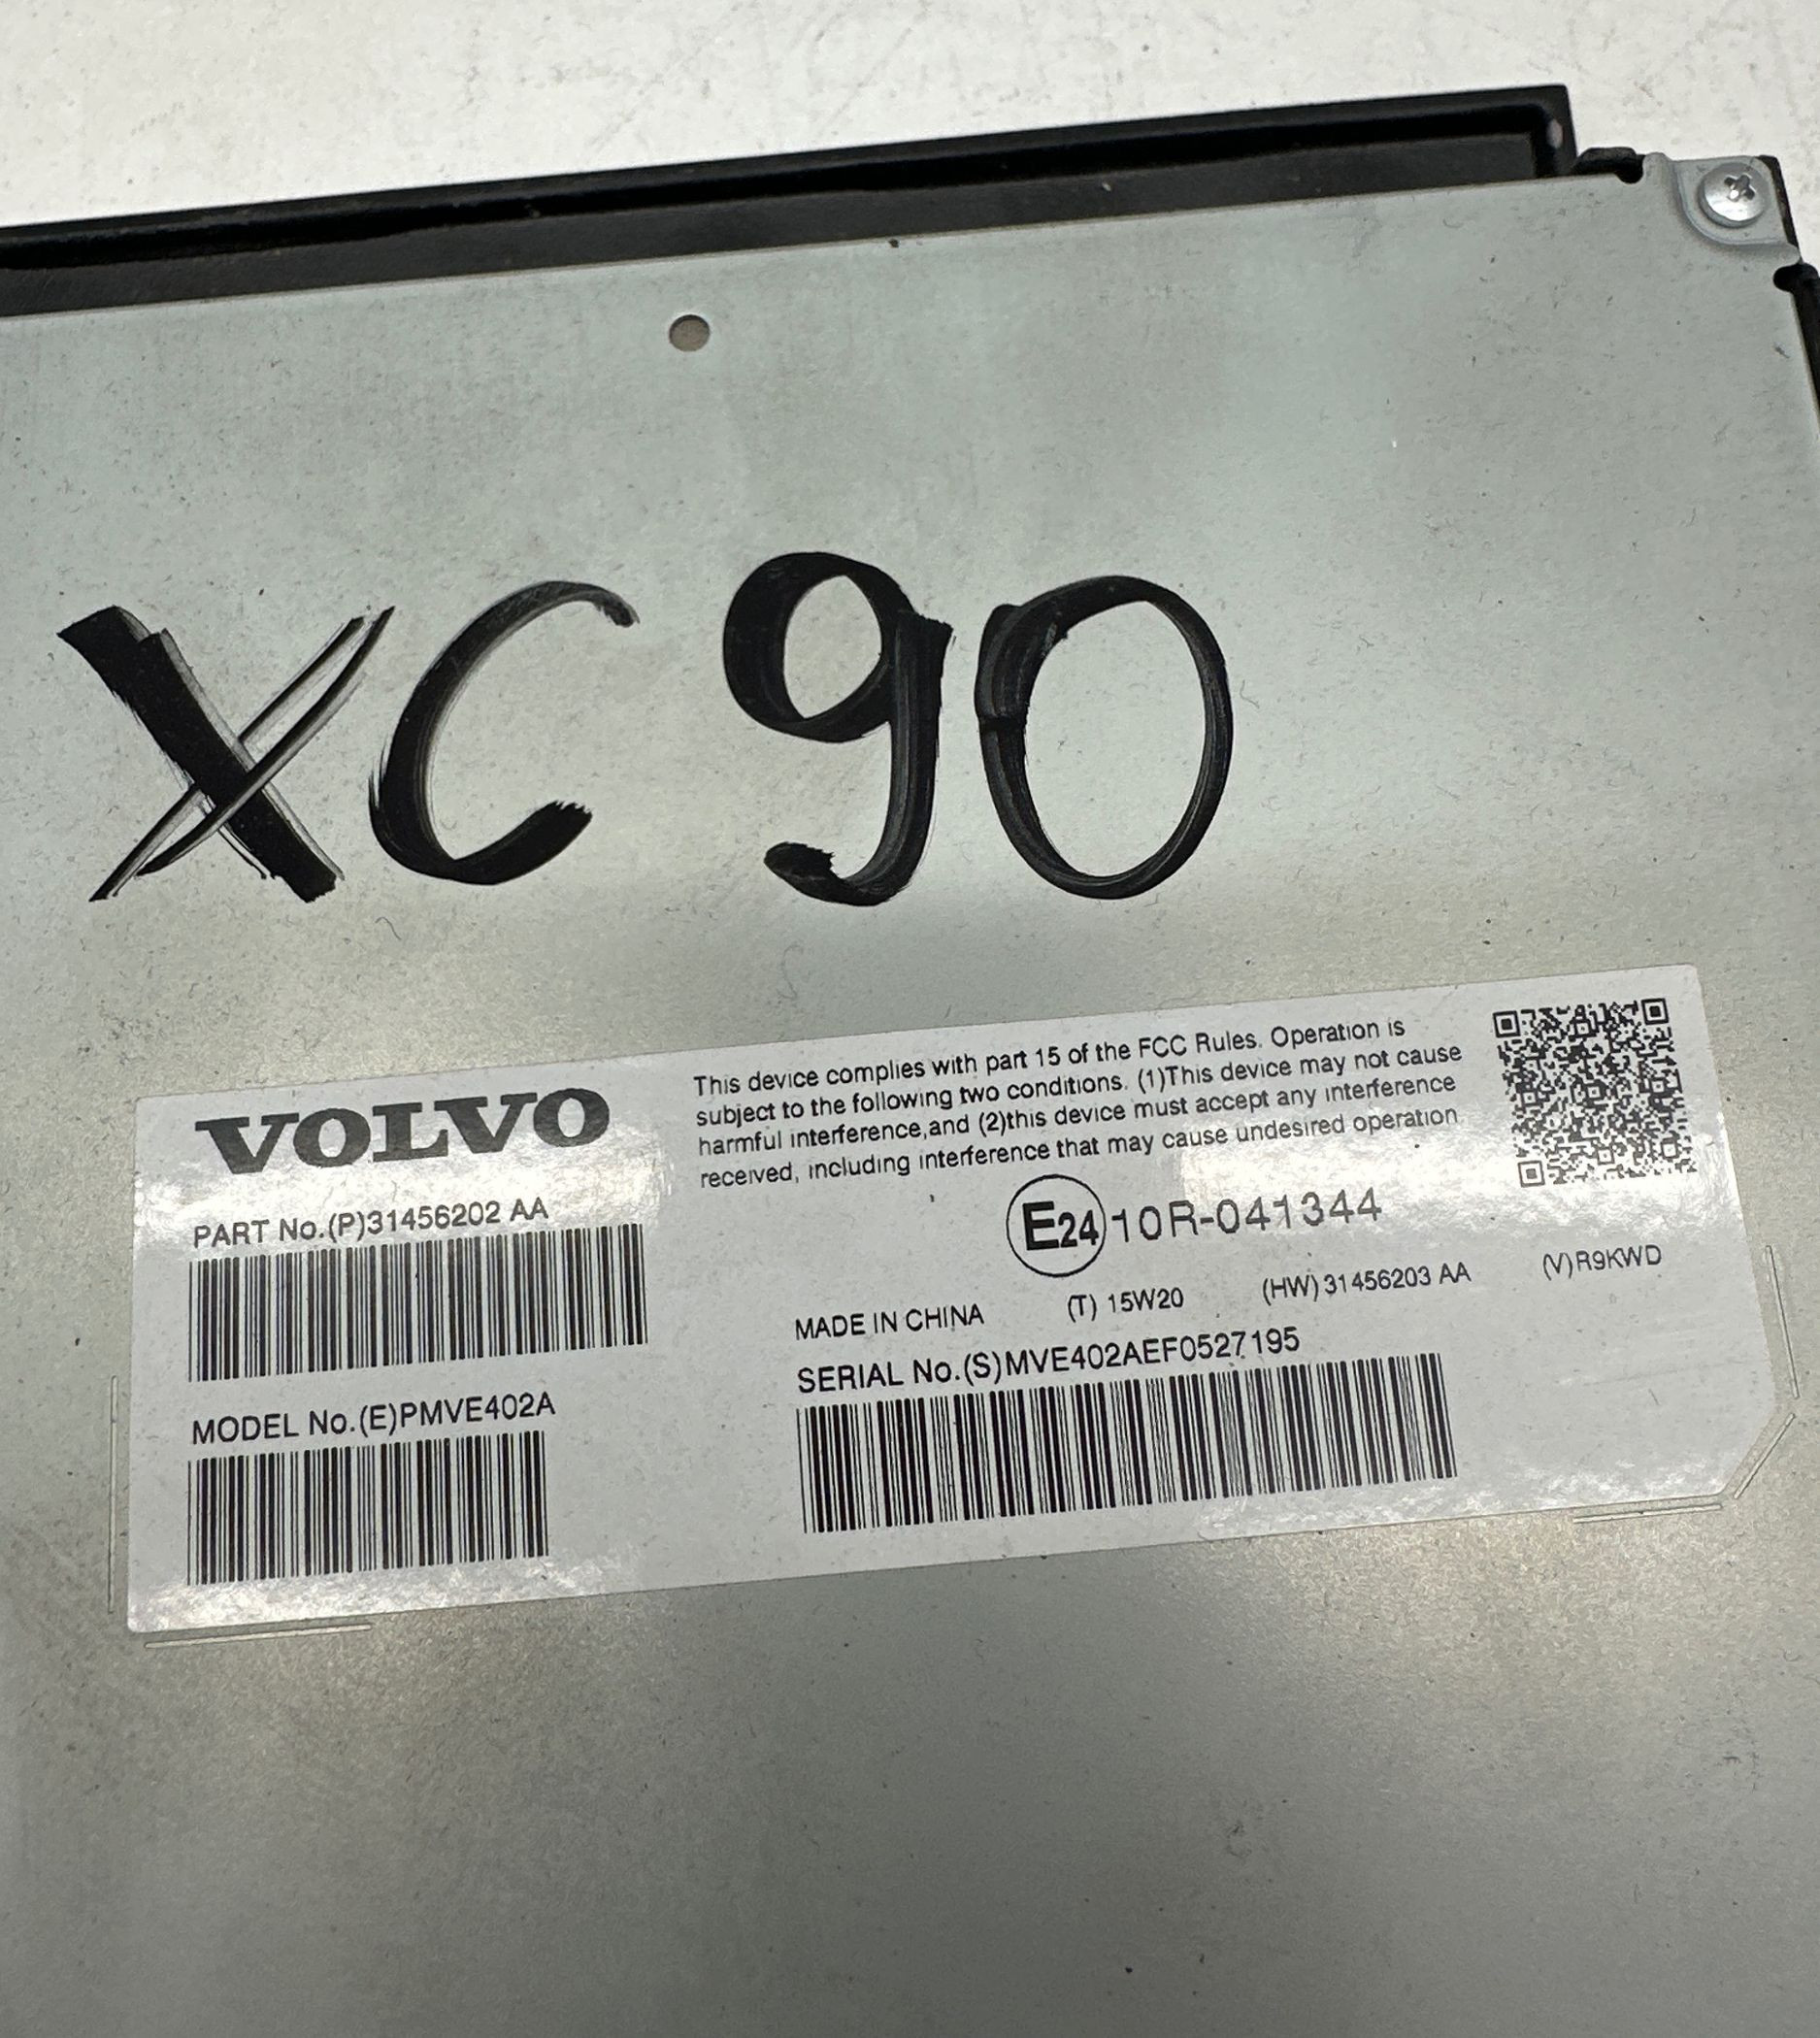 XC90
VOLVO
This device complies with part 15 of the FCC Rules. Operation is
subject to the following two conditions. (1)This device may not cause
harmful interference,and (2)this device must accept any interference
received, including interference that may cause undesired operation
PART No.(P)31456202 AA
E24 10R-041344
MADE IN CHINA (T) 15W20 (HW)31456203 AA (V)R9KWD
MODEL No.(E)PMVE402A
SERIAL No.(S)MVE402AEF0527195